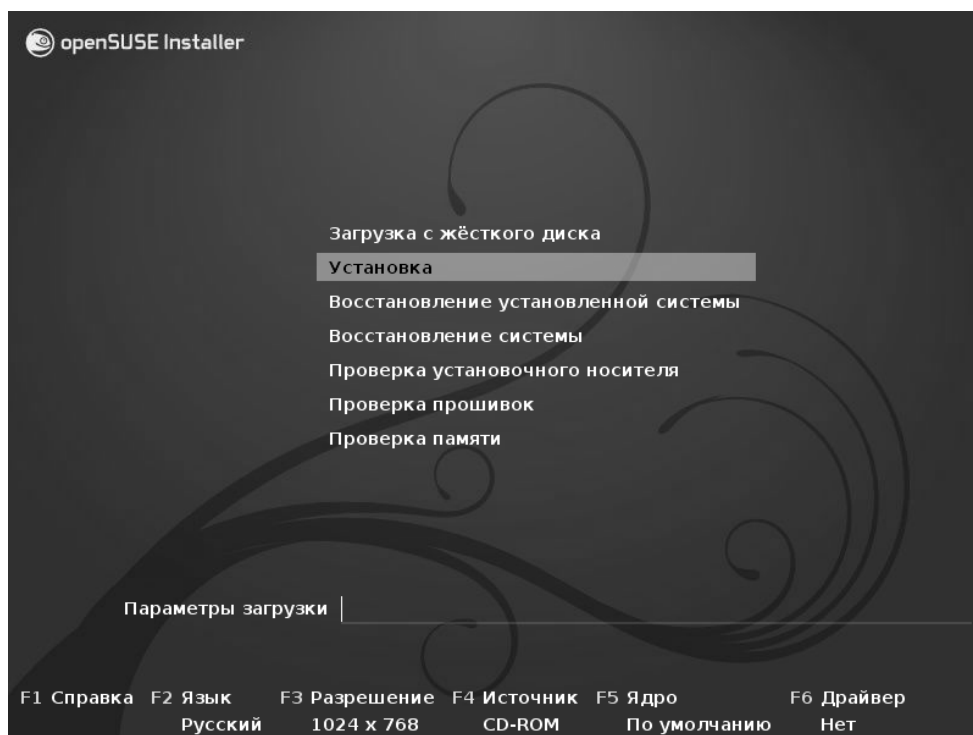 openSUSE Installer
Загрузка с жёсткого диска
Установка
Восстановление установленной системы
Восстановление системы
Проверка установочного носителя
Проверка прошивок
Проверка памяти
Параметры загрузки
F1 Справка F2 Язык F3 Разрешение F4 Источник F5 Ядро F6 Драйвер
Русский 1024 x 768 CD-ROM По умолчанию Нет